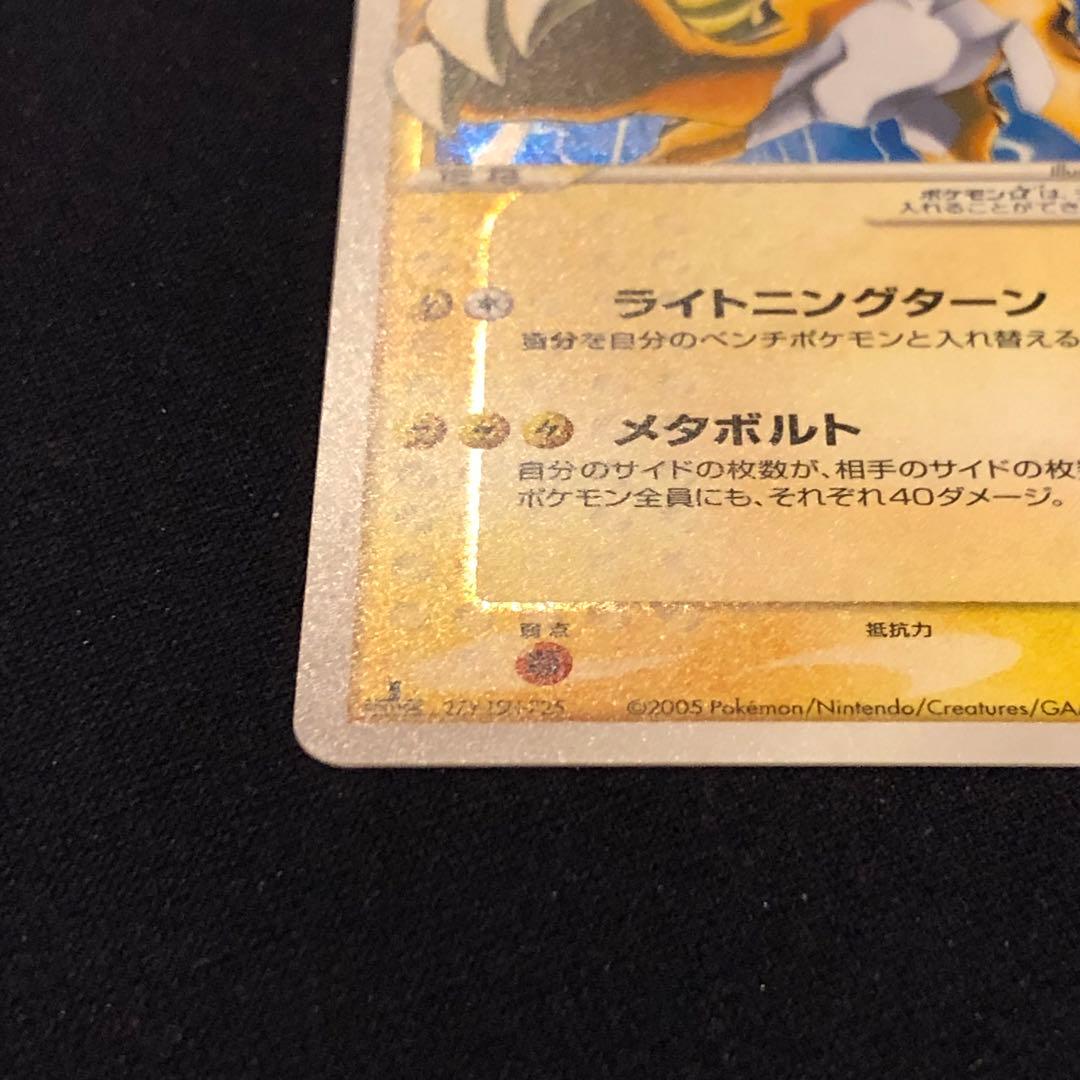 Illu
ポケモン☆は、
入れることができ
ライトニングターン
自分を自分のベンチポケモンと入れ替える
メタボルト
自分のサイドの枚数が、相手のサイドの枚
ポケモン全員にも、それぞれ40ダメージ。
弱点
抵抗力
©2005 Pokémon/Nintendo/Creatures/GA